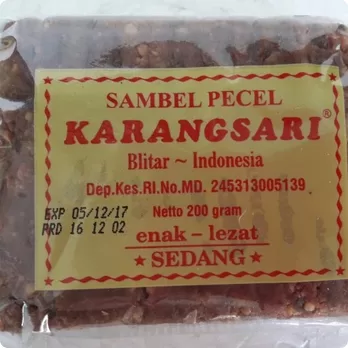 SAMBEL PECEL
KARANGSARI®
Blitar ~ Indonesia
Dep.Kes.RI.No.MD. 245313005139
EXP 05/12/17
Netto 200 gram
PRD 16 12 02
enak - lezat
★ SEDANG ★